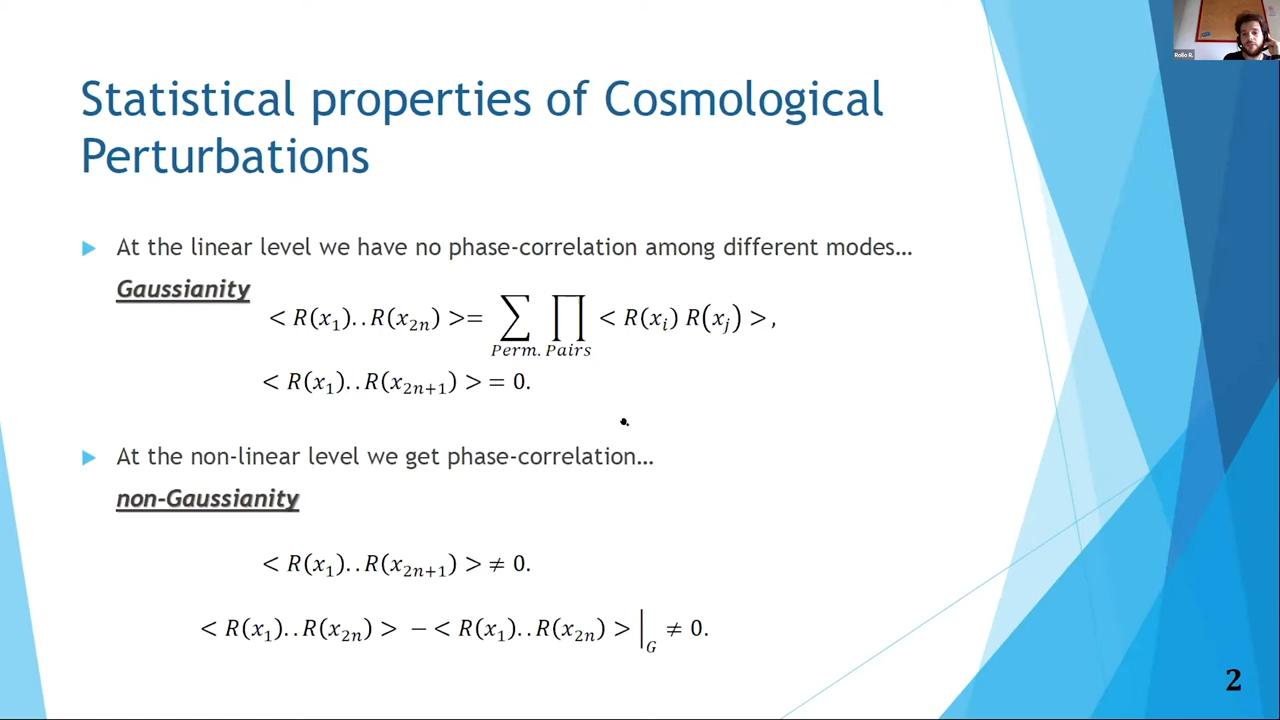 Statistical properties of Cosmological
Perturbations
At the linear level we have no phase-correlation among different modes…
Gaussianity
< R(x₁)..R(x₂ₙ) >= ∑ ∏ < R(xᵢ) R(xⱼ) >,
Perm. Pairs
< R(x₁)..R(x₂ₙ₊₁) > = 0.
At the non-linear level we get phase-correlation…
non-Gaussianity
< R(x₁)..R(x₂ₙ₊₁) > ≠ 0.
< R(x₁)..R(x₂ₙ) > −< R(x₁)..R(x₂ₙ) > |_G ≠ 0.
2
Rollo R.